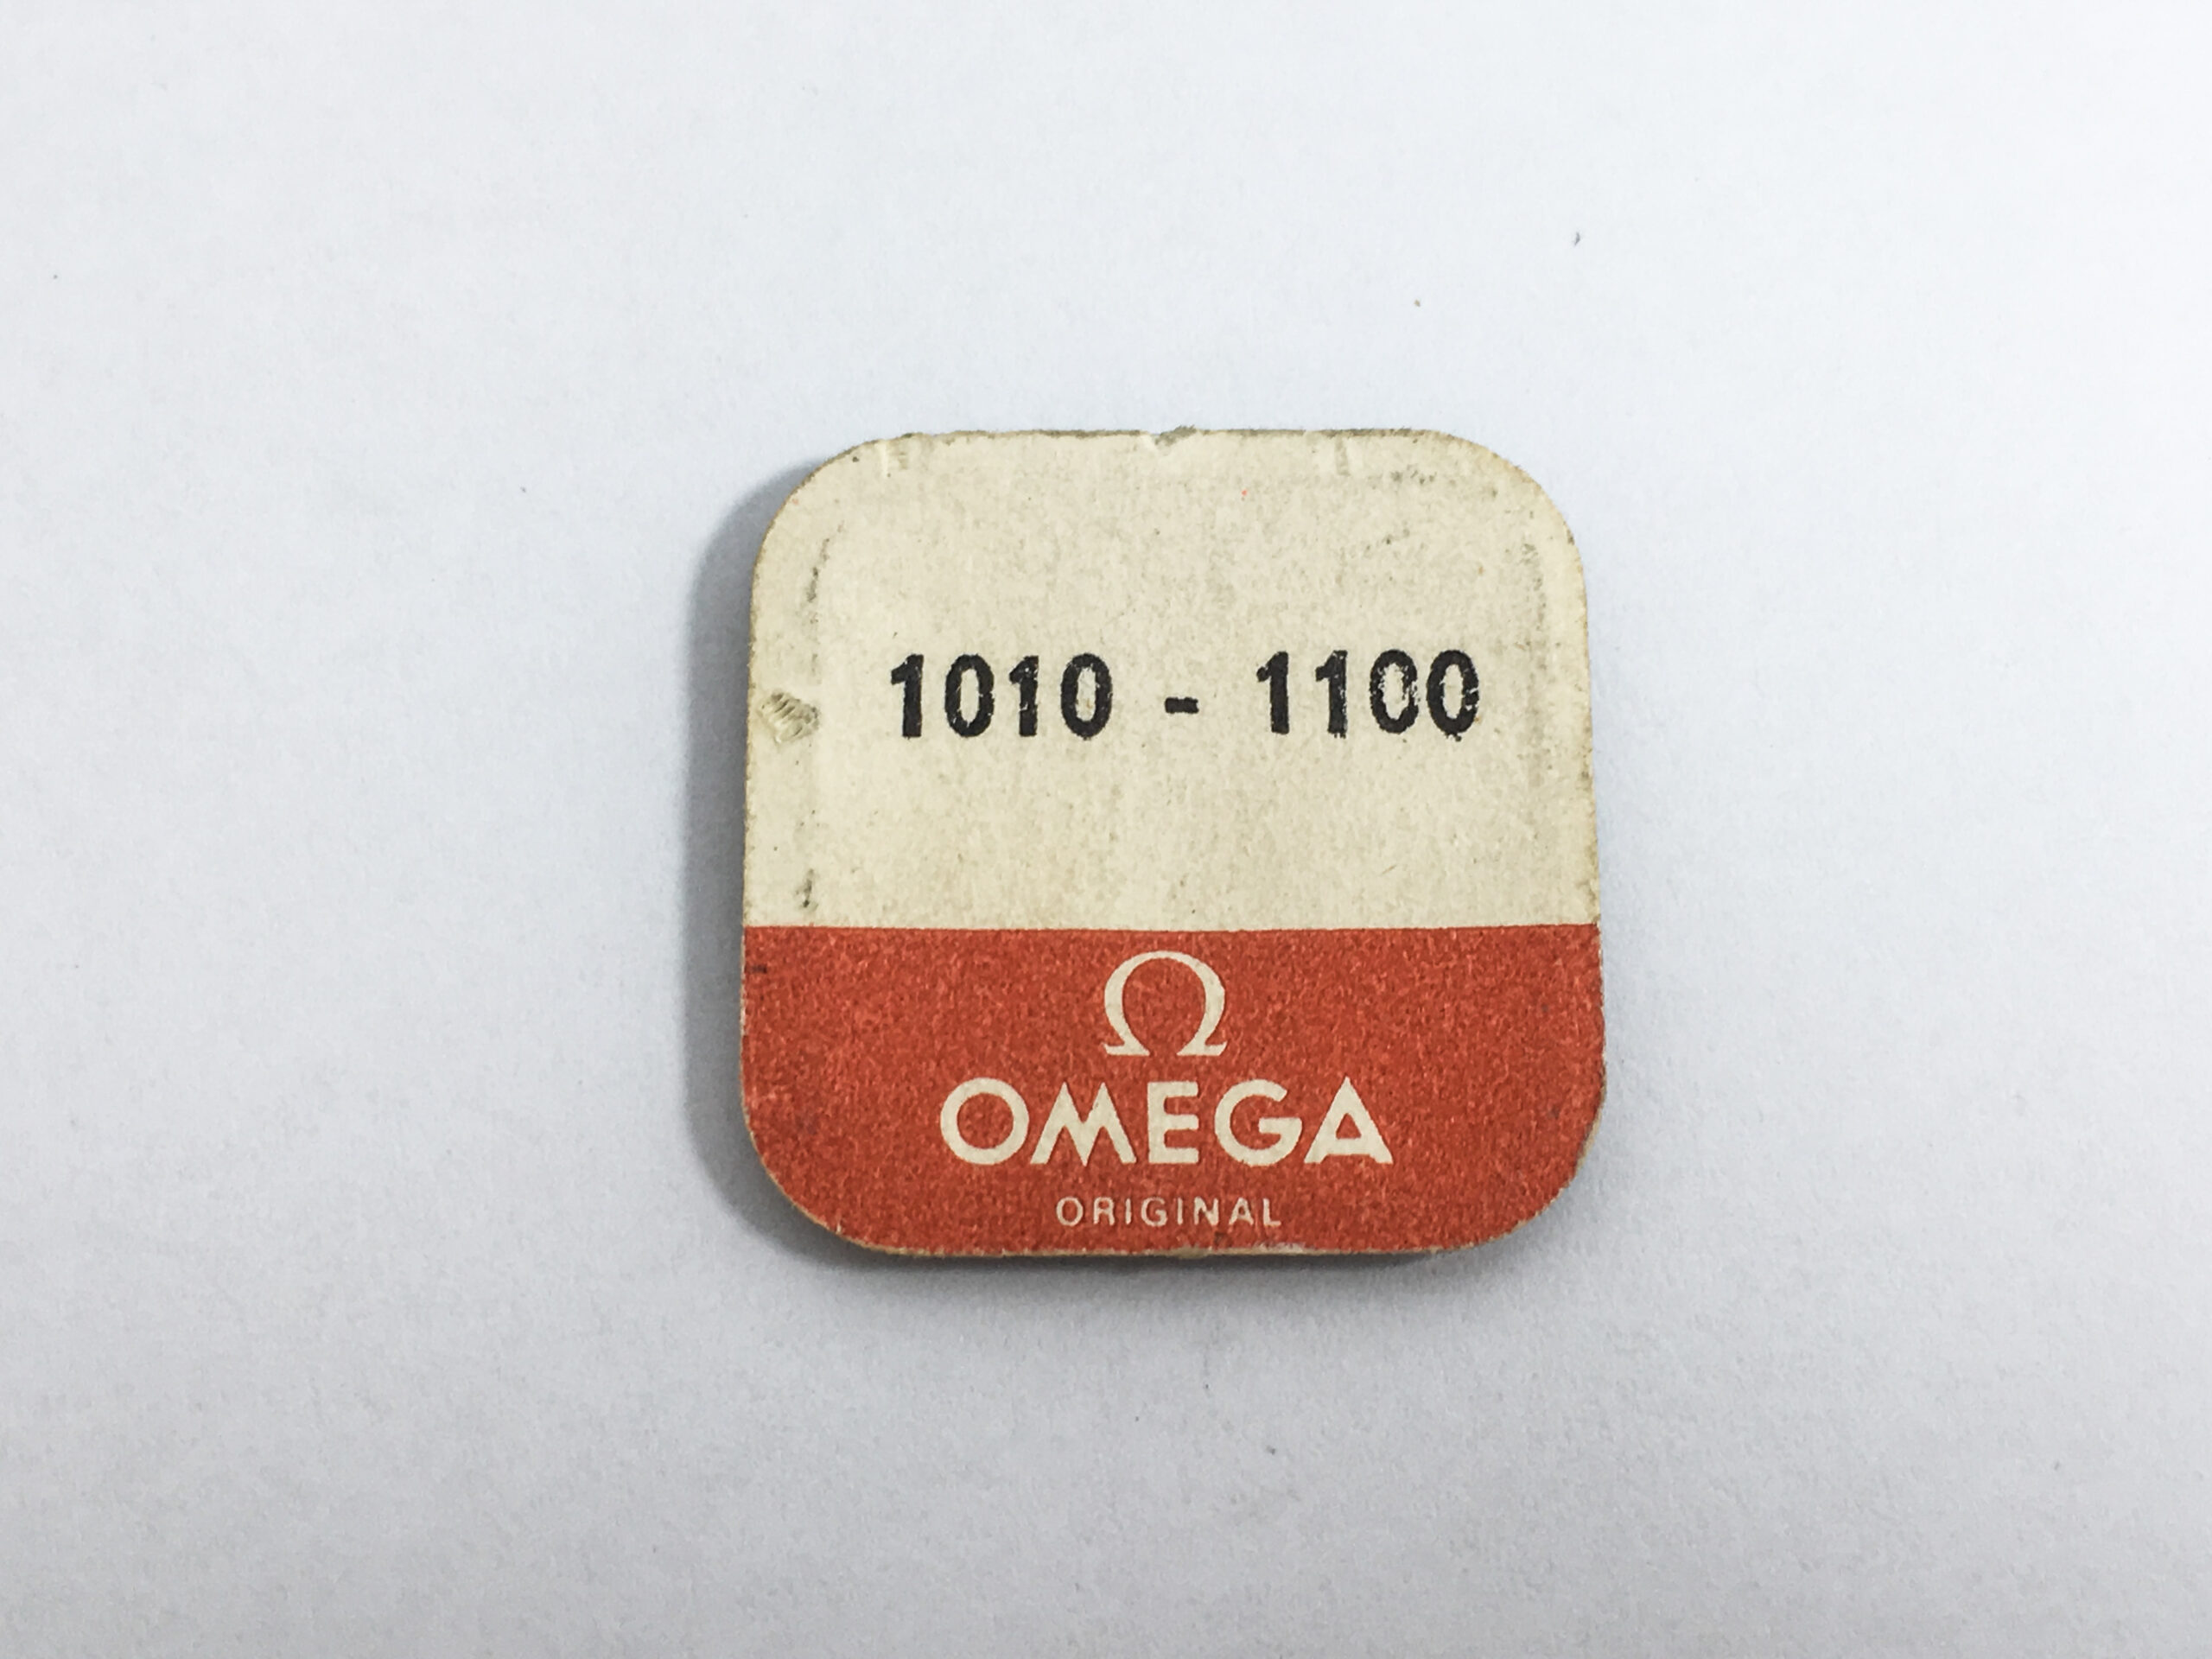 1010 - 1100
Ω
OMEGA
ORIGINAL